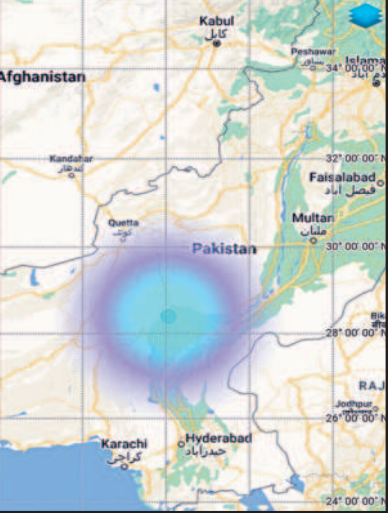 Kabul
کابل
Peshawar
پشاور
34° 00' 00" N
Afghanistan
Kandahar
کندهار
32° 00' 00" N
Faisalabad
فیصل آباد
Multan
ملتان
Quetta
کوئٹہ
30° 00' 00" N
Pakistan
28° 00' 00" N
RAJ
Jodhpur
26° 00' 00" N
Karachi
کراچی
Hyderabad
حیدرآباد
24° 00' 00" N